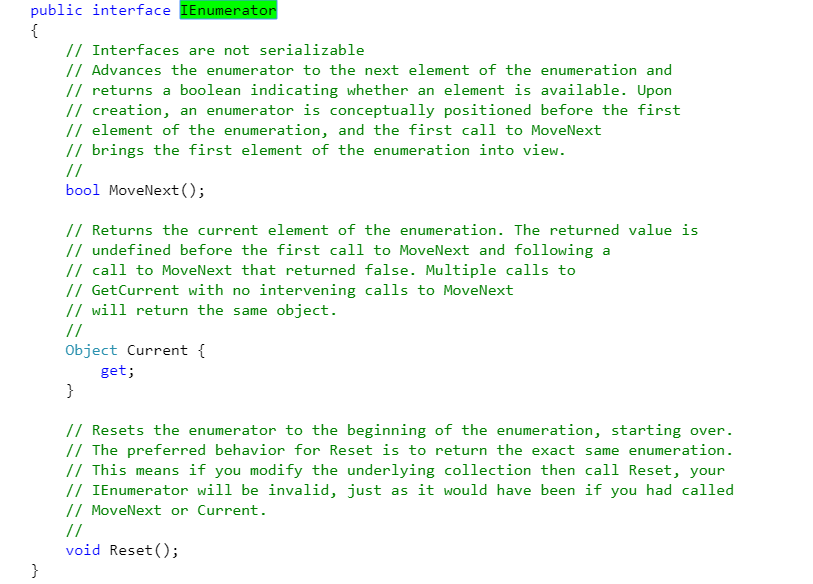 public interface IEnumerator
{
// Interfaces are not serializable
// Advances the enumerator to the next element of the enumeration and
// returns a boolean indicating whether an element is available. Upon
// creation, an enumerator is conceptually positioned before the first
// element of the enumeration, and the first call to MoveNext
// brings the first element of the enumeration into view.
//
bool MoveNext();
// Returns the current element of the enumeration. The returned value is
// undefined before the first call to MoveNext and following a
// call to MoveNext that returned false. Multiple calls to
// GetCurrent with no intervening calls to MoveNext
// will return the same object.
//
Object Current {
get;
}
// Resets the enumerator to the beginning of the enumeration, starting over.
// The preferred behavior for Reset is to return the exact same enumeration.
// This means if you modify the underlying collection then call Reset, your
// IEnumerator will be invalid, just as it would have been if you had called
// MoveNext or Current.
//
void Reset();
}